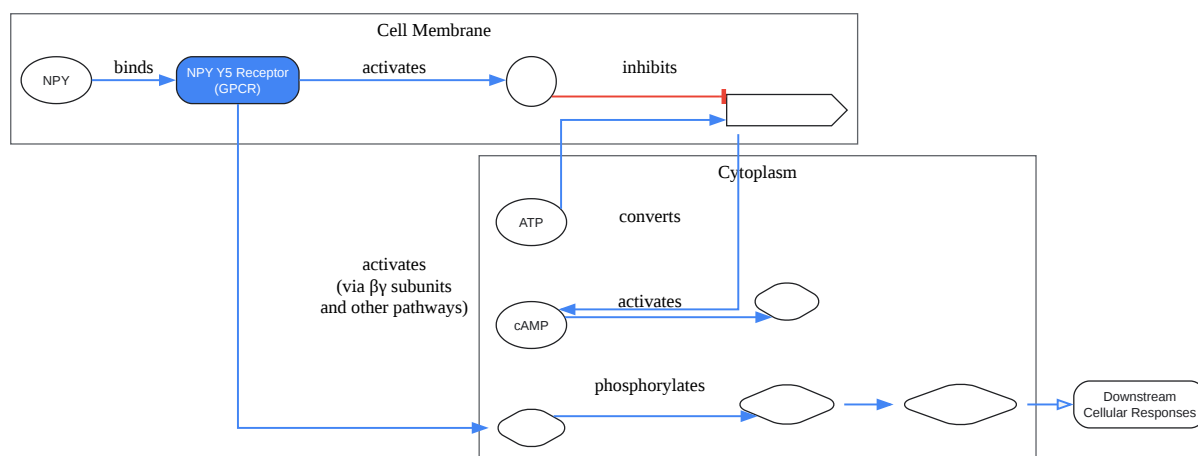 Cell Membrane
NPY
binds
NPY Y5 Receptor
(GPCR)
activates
inhibits
Cytoplasm
ATP
converts
activates
(via βγ subunits
and other pathways)
cAMP
activates
phosphorylates
Downstream
Cellular Responses